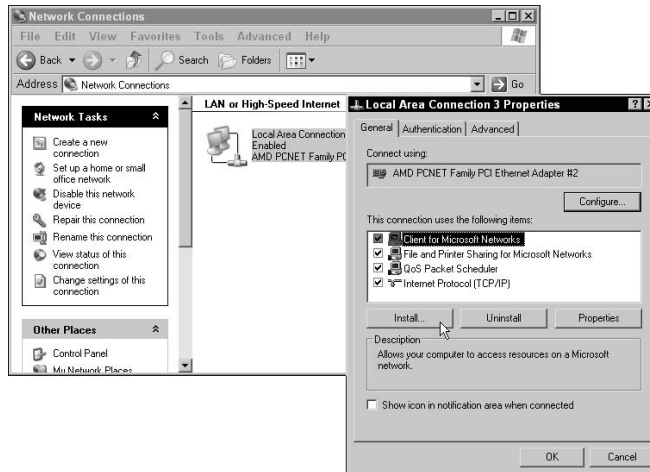 Network Connections
File Edit View Favorites Tools Advanced Help
Back Search Folders
Address Network Connections Go
Network Tasks
Create a new
connection
Set up a home or small
office network
Disable this network
device
Repair this connection
Rename this connection
View status of this
connection
Change settings of this
connection
Other Places
Control Panel
My Network Places
LAN or High-Speed Internet
Local Area Connection
Enabled
AMD PCNET Family PC
Local Area Connection 3 Properties
General Authentication Advanced
Connect using:
AMD PCNET Family PCI Ethernet Adapter #2
Configure...
This connection uses the following items:
Client for Microsoft Networks
File and Printer Sharing for Microsoft Networks
QoS Packet Scheduler
Internet Protocol (TCP/IP)
Install... Uninstall Properties
Description
Allows your computer to access resources on a Microsoft
network.
Show icon in notification area when connected
OK Cancel